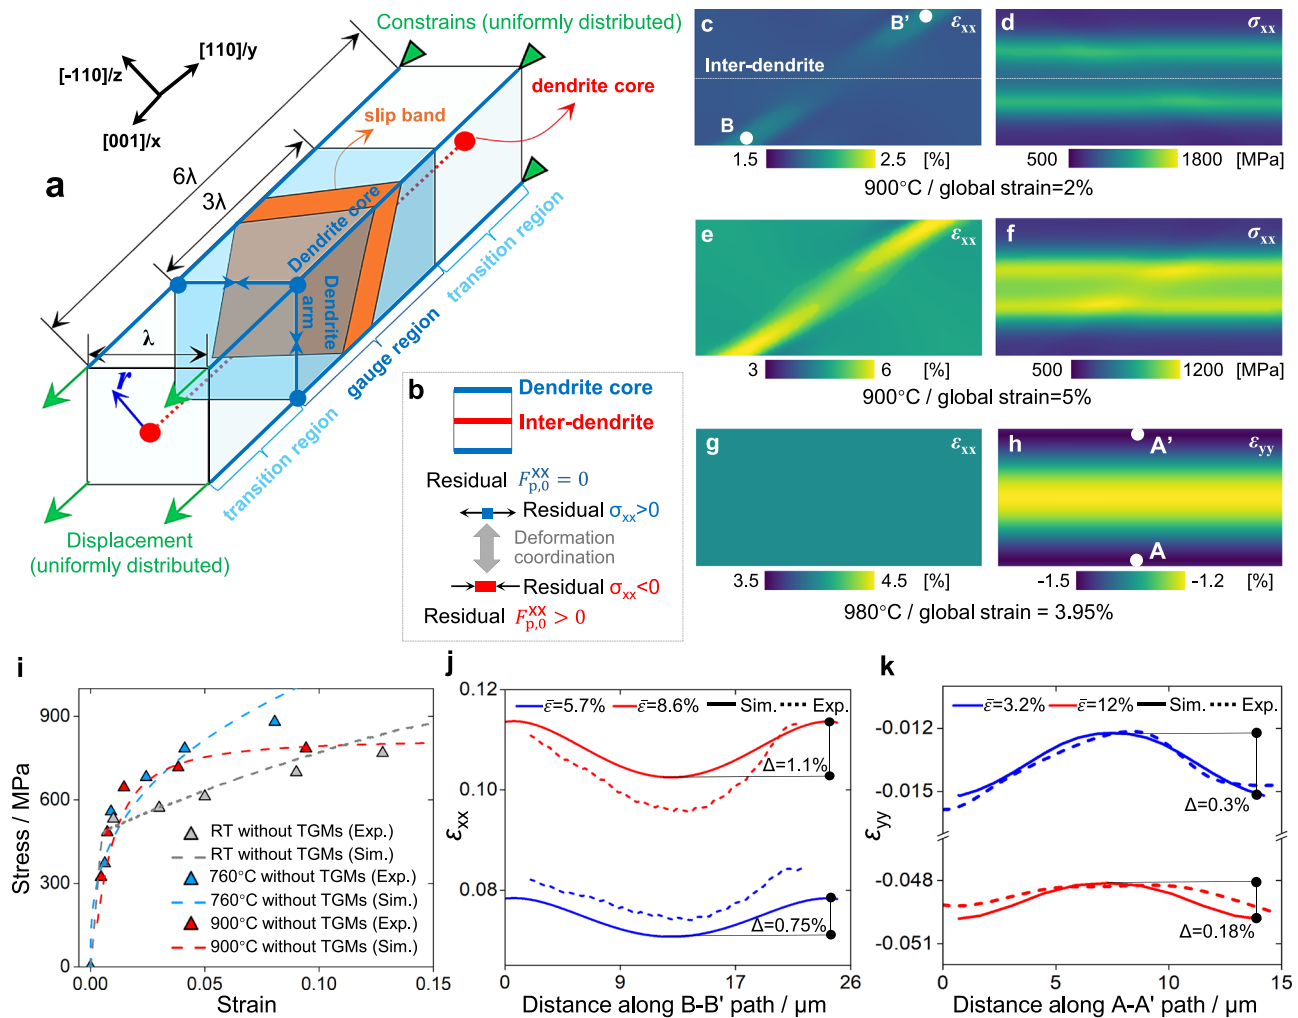 Constrains (uniformly distributed)
[110]/y
[-110]/z
[001]/x
dendrite core
slip band
a
6λ
3λ
Dendrite core
Dendrite
arm
λ
r
transition region
gauge region
transition region
Displacement
(uniformly distributed)
b
Dendrite core
Inter-dendrite
Residual F_{p,0}^{xx} = 0
Residual σxx>0
Deformation
coordination
Residual σxx<0
Residual F_{p,0}^{xx} > 0
c
B'
εxx
Inter-dendrite
B
1.5
2.5
[%]
d
σxx
500
1800
[MPa]
900°C / global strain=2%
e
εxx
3
6
[%]
f
σxx
500
1200
[MPa]
900°C / global strain=5%
g
εxx
3.5
4.5
[%]
h
A'
εyy
A
-1.5
-1.2
[%]
980°C / global strain = 3.95%
i
900
600
300
0
0.00
0.05
0.10
0.15
Stress / MPa
Strain
RT without TGMs (Exp.)
RT without TGMs (Sim.)
760°C without TGMs (Exp.)
760°C without TGMs (Sim.)
900°C without TGMs (Exp.)
900°C without TGMs (Sim.)
j
0.12
0.10
0.08
εxx
ε̄=5.7%
ε̄=8.6%
Sim.
Exp.
Δ=1.1%
Δ=0.75%
0
9
17
26
Distance along B-B' path / μm
k
-0.012
-0.015
-0.048
-0.051
εyy
ε̄=3.2%
ε̄=12%
Sim.
Exp.
Δ=0.3%
Δ=0.18%
0
5
10
15
Distance along A-A' path / μm